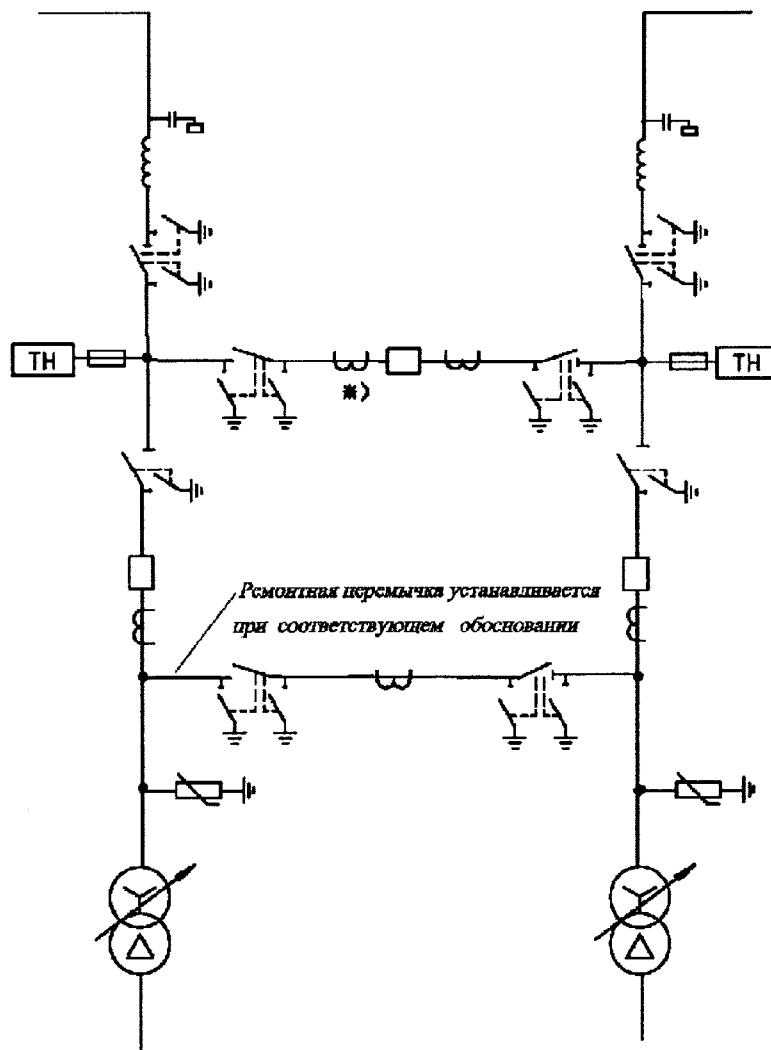 ТН
ТН
*)
Ремонтная перемычка устанавливается
при соответствующем обосновании